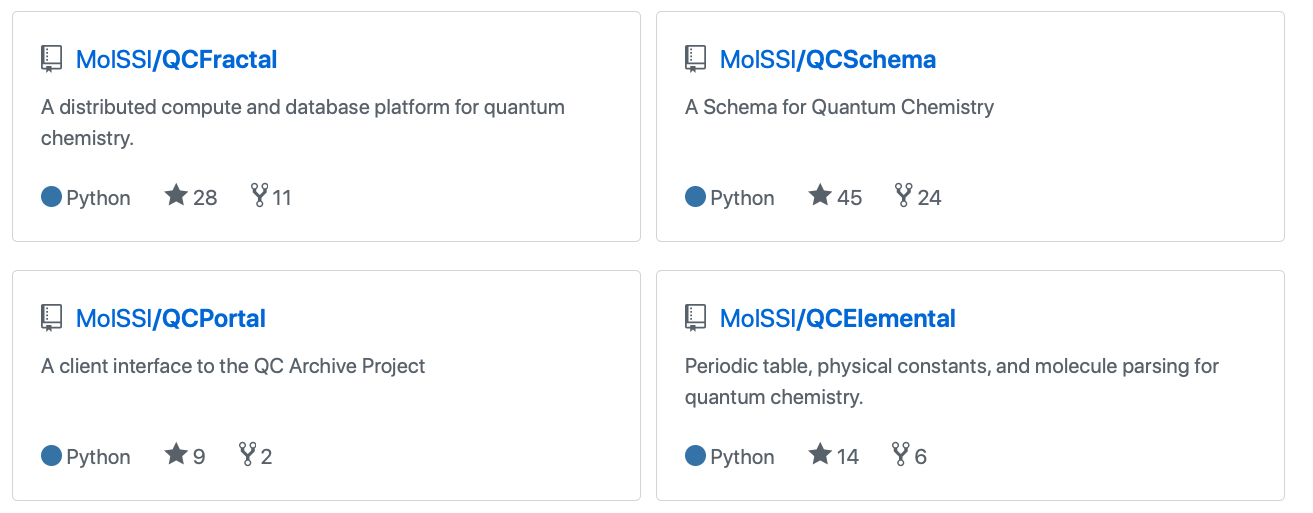 MolSSI/QCFractal
A distributed compute and database platform for quantum
chemistry.
Python 28 11
MolSSI/QCSchema
A Schema for Quantum Chemistry
Python 45 24
MolSSI/QCPortal
A client interface to the QC Archive Project
Python 9 2
MolSSI/QCElemental
Periodic table, physical constants, and molecule parsing for
quantum chemistry.
Python 14 6